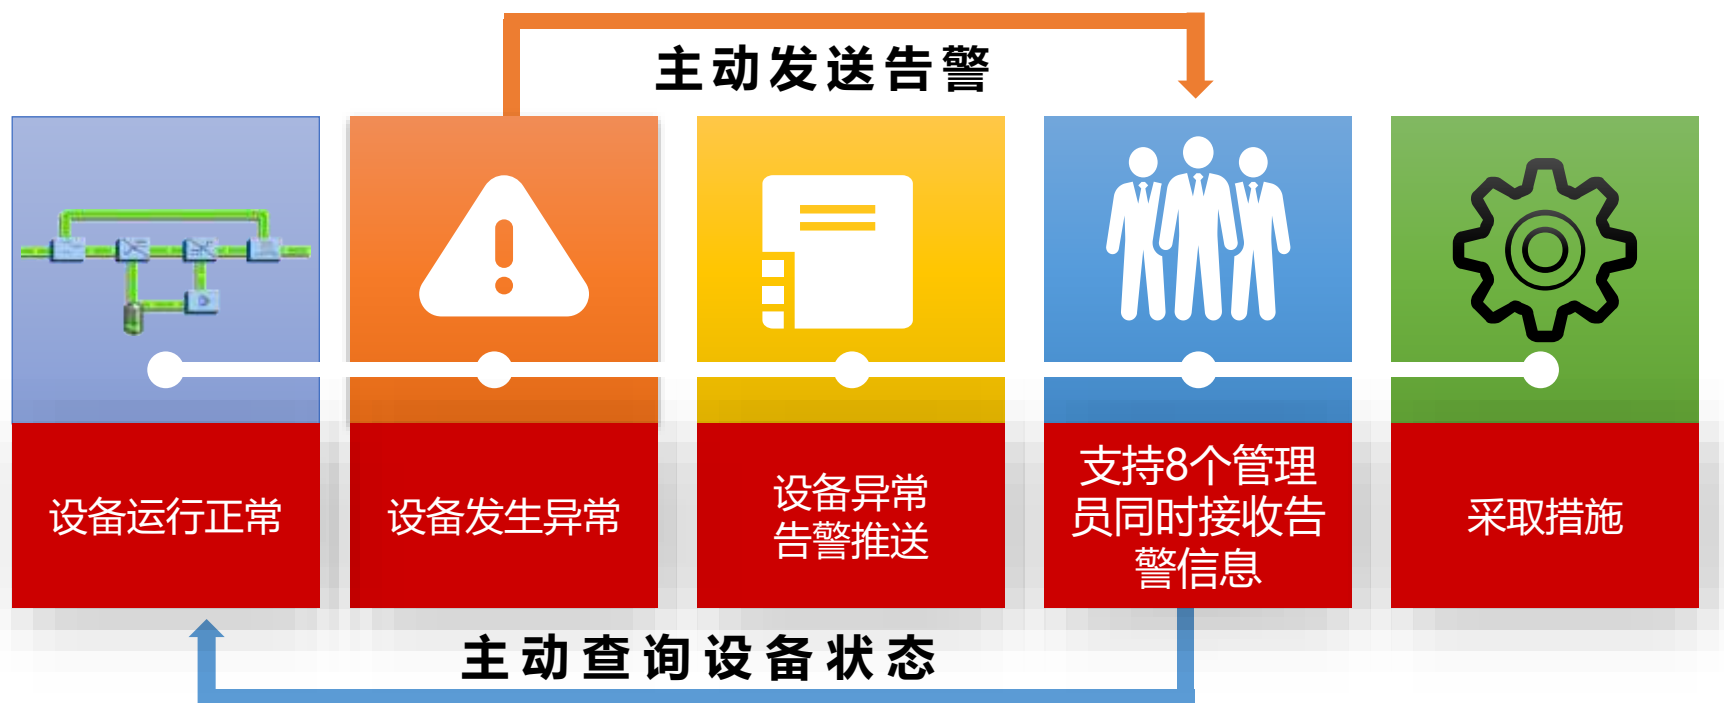 主动发送告警
设备运行正常
设备发生异常
设备异常
告警推送
支持8个管理
员同时接收告
警信息
采取措施
主动查询设备状态